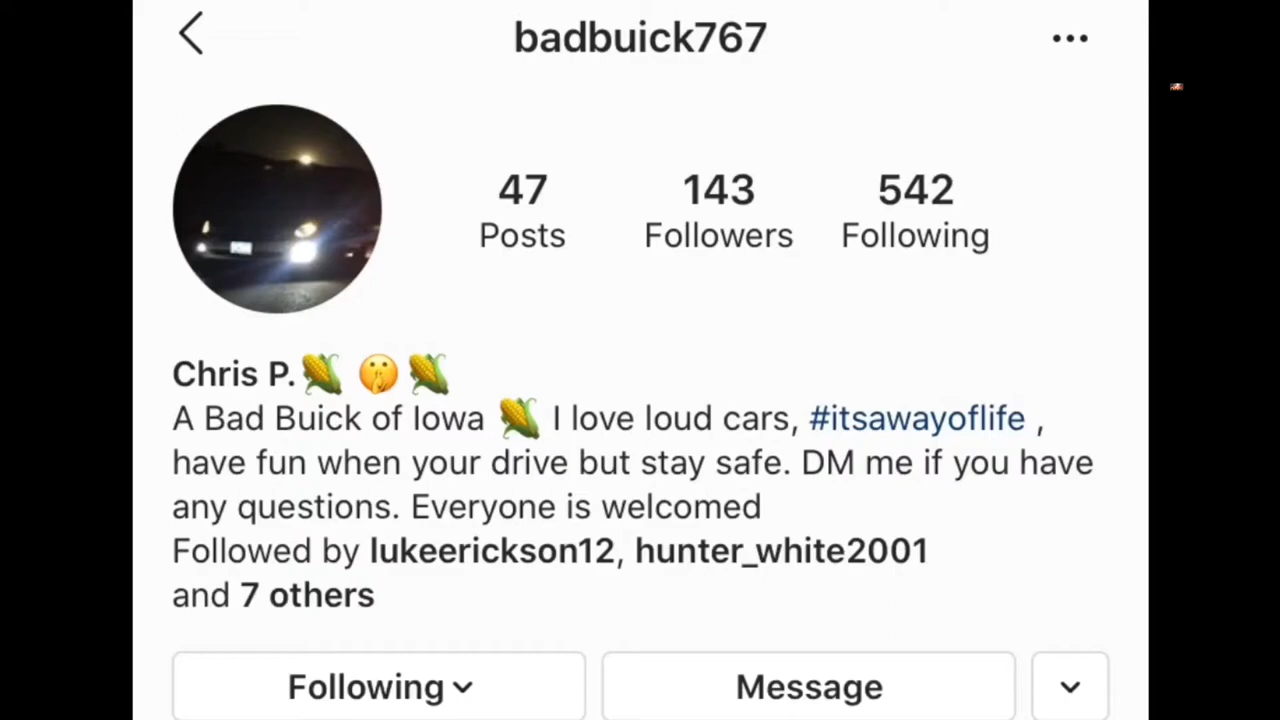 badbuick767
47 143 542
Posts Followers Following
Chris P.🌽 🤫 🌽
A Bad Buick of Iowa 🌽 I love loud cars, #itsawayoflife ,
have fun when your drive but stay safe. DM me if you have
any questions. Everyone is welcomed
Followed by lukeerickson12, hunter_white2001
and 7 others
Following Message